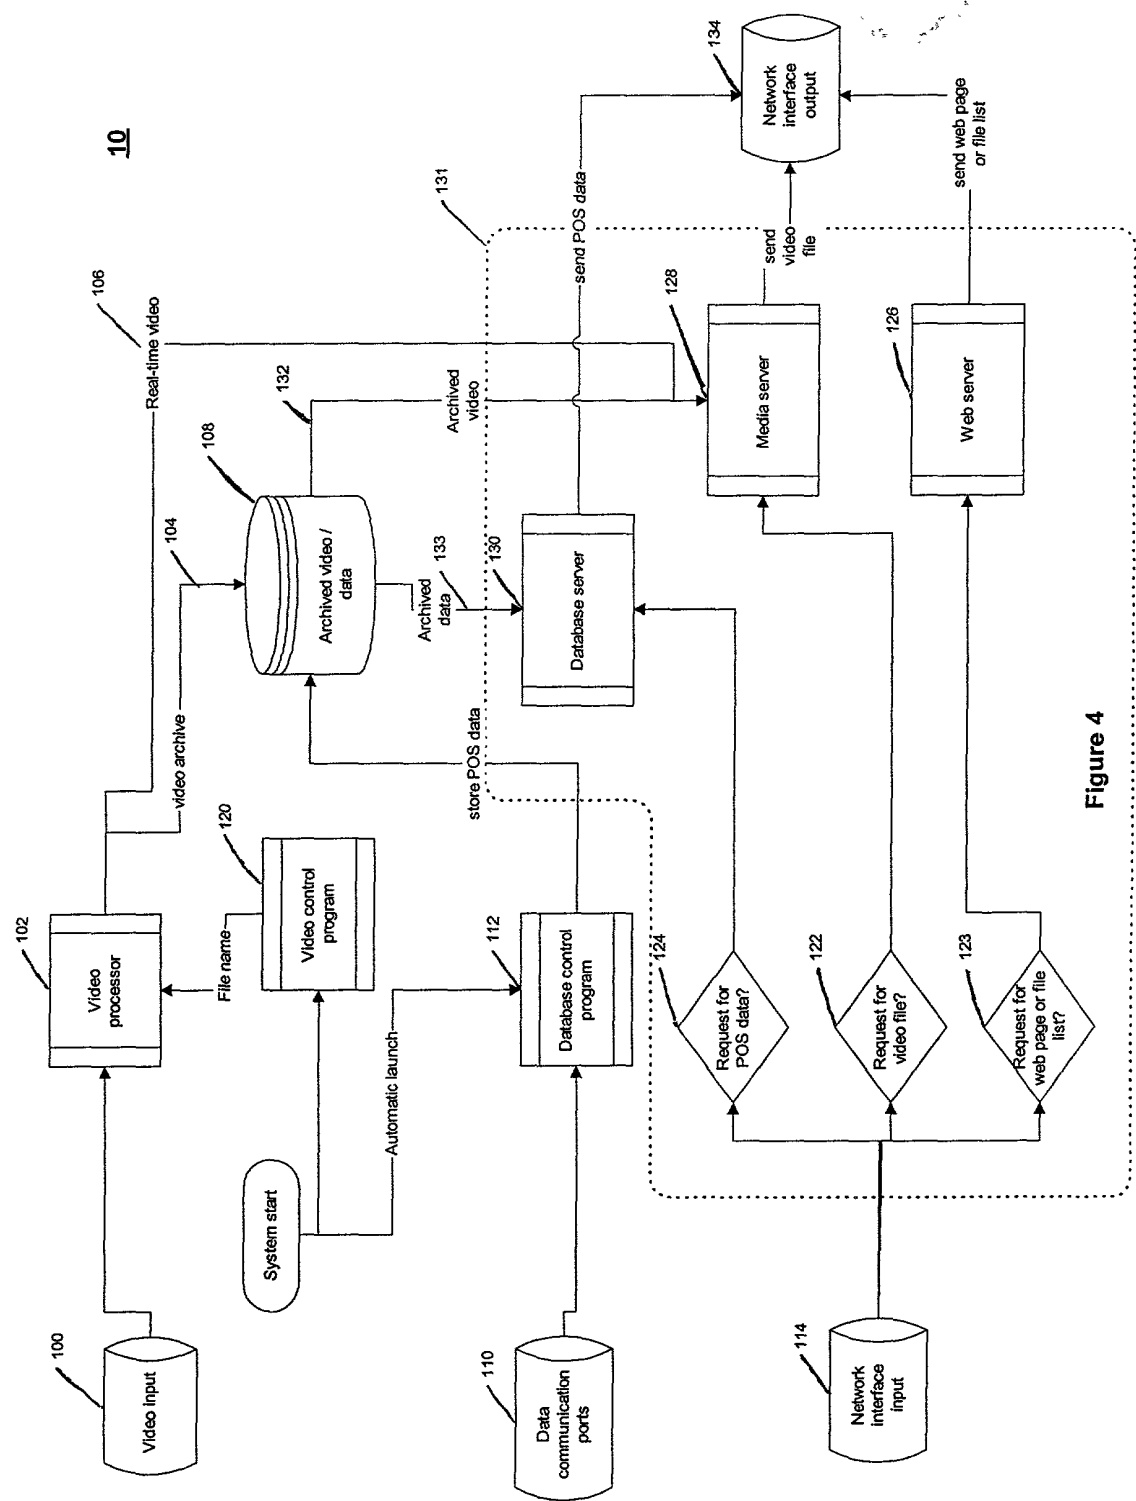 10
100
Video input
102
Video
processor
104
video archive
106
Real-time video
108
Archived video /
data
132
Archived
video
133
Archived
data
System start
120
Video control
program
File name
Automatic launch
110
Data
communication
ports
112
Database control
program
store POS data
130
Database server
send POS data
131
114
Network
interface
input
124
Request for
POS data?
122
Request for
video file?
123
Request for
web page or file
list?
128
Media server
send
video
file
126
Web server
send web page
or file list
134
Network
interface
output
Figure 4